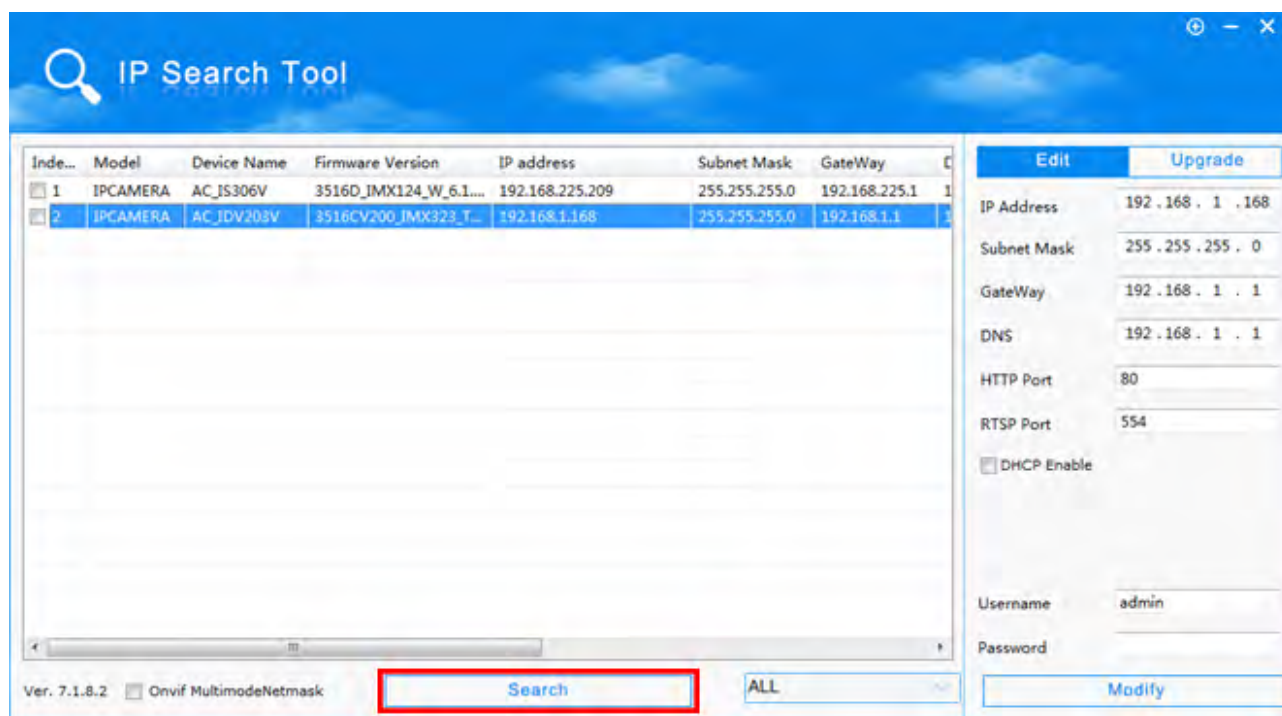 IP Search Tool
Inde... Model Device Name Firmware Version IP address Subnet Mask GateWay
1 IPCAMERA AC_IS306V 3516D_IMX124_W_6.1.... 192.168.225.209 255.255.255.0 192.168.225.1 1
2 IPCAMERA AC_IDV203V 3516CV200_IMX323_T... 192.168.1.168 255.255.255.0 192.168.1.1 1
Edit Upgrade
IP Address 192.168. 1 .168
Subnet Mask 255.255.255. 0
GateWay 192.168. 1 . 1
DNS 192.168. 1 . 1
HTTP Port 80
RTSP Port 554
DHCP Enable
Username admin
Password
Ver. 7.1.8.2 Onvif MultimodeNetmask Search ALL Modify